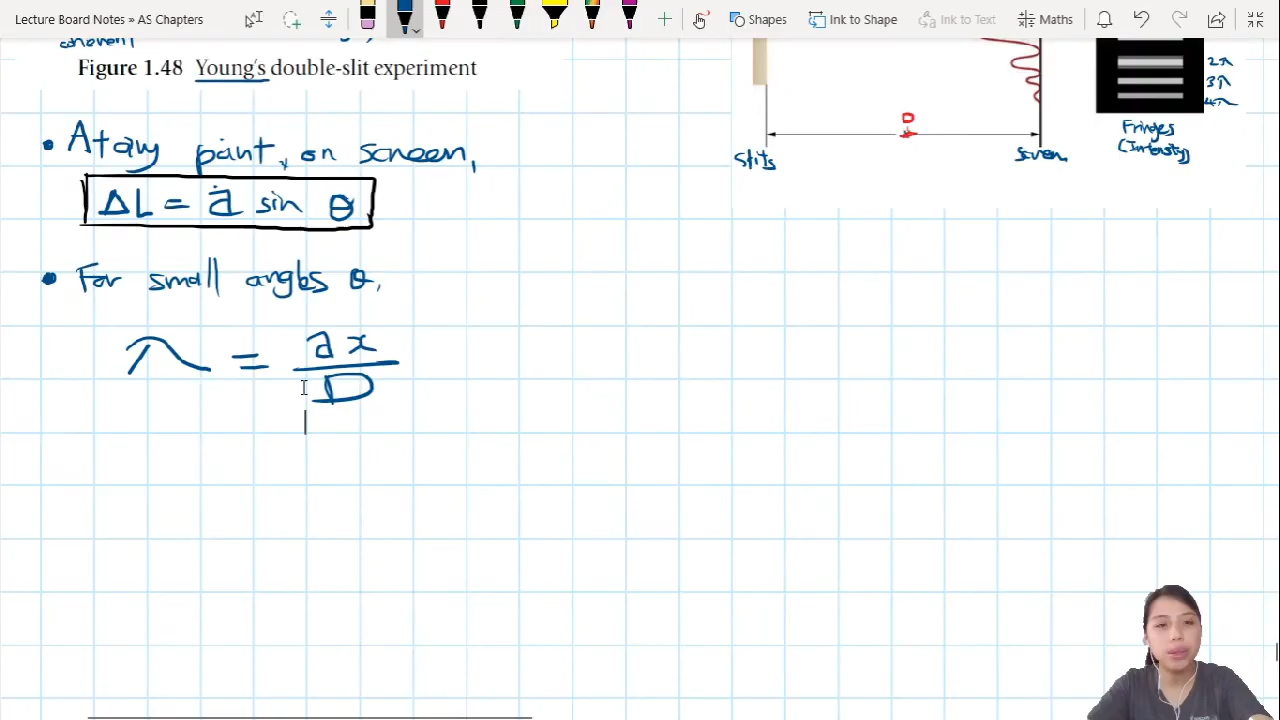 Lecture Board Notes » AS Chapters
Shapes
Ink to Shape
Ink to Text
Maths
coherent
Figure 1.48 Young's double-slit experiment
2λ
3λ
4λ
D
Fringes
(Intensity)
Slits
Screen
• At any point, on screen,
ΔL = a sin θ
• For small angles θ,
λ = ax
D